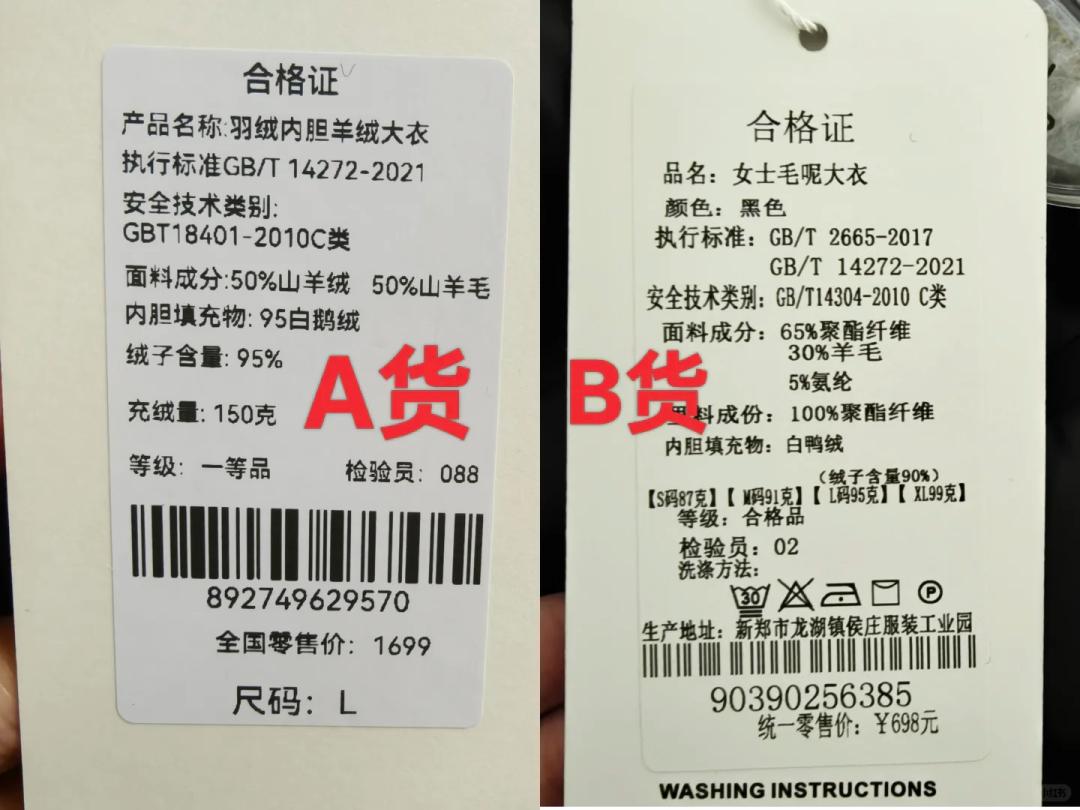 合格证
产品名称:羽绒内胆羊绒大衣
执行标准GB/T 14272-2021
安全技术类别:
GBT18401-2010C类
面料成分:50%山羊绒 50%山羊毛
内胆填充物: 95白鹅绒
绒子含量: 95%
充绒量: 150克
等级: 一等品 检验员: 088
892749629570
全国零售价: 1699
尺码: L
A货
合格证
品名: 女士毛呢大衣
颜色: 黑色
执行标准: GB/T 2665-2017
GB/T 14272-2021
安全技术类别: GB/T14304-2010 C类
面料成分: 65%聚酯纤维
30%羊毛
5%氨纶
料成份: 100%聚酯纤维
内胆填充物: 白鸭绒
(绒子含量90%)
【S码87克】【 M码91克】【 L码95克】【 XL99克】
等级: 合格品
检验员: 02
洗涤方法:
30 P
生产地址: 新郑市龙湖镇侯庄服装工业园
90390256385
统一零售价: ¥698元
WASHING INSTRUCTIONS
B货